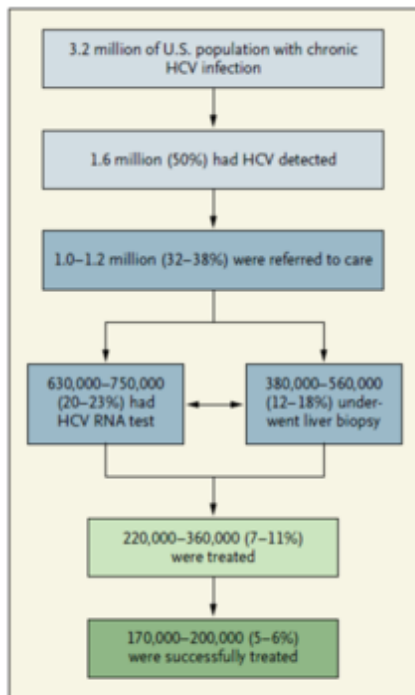 3.2 million of U.S. population with chronic
HCV infection
1.6 million (50%) had HCV detected
1.0–1.2 million (32–38%) were referred to care
630,000–750,000
(20–23%) had
HCV RNA test
380,000–560,000
(12–18%) under-
went liver biopsy
220,000–360,000 (7–11%)
were treated
170,000–200,000 (5–6%)
were successfully treated